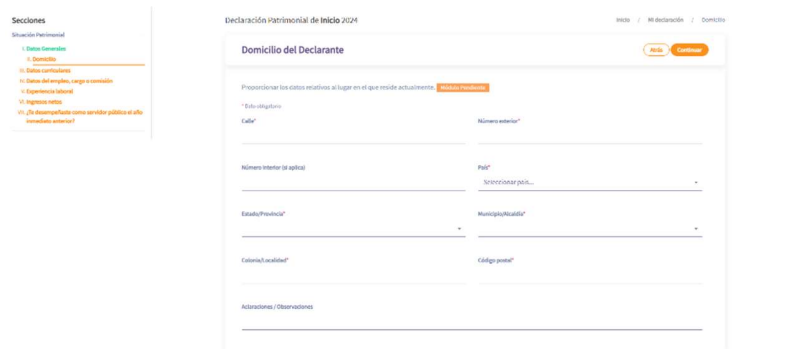 Secciones
Situación Patrimonial
I. Datos Generales
II. Domicilio
III. Datos curriculares
IV. Datos del empleo, cargo o comisión
V. Experiencia laboral
VI. Ingresos netos
VII. ¿Te desempeñaste como servidor público el año
inmediato anterior?
Declaración Patrimonial de Inicio 2024
Inicio / Mi declaración / Domicilio
Domicilio del Declarante
Atrás
Continuar
Proporcionar los datos relativos al lugar en el que reside actualmente. Módulo Pendiente
* Dato obligatorio
Calle*
Número exterior*
Número interior (si aplica)
País*
Seleccionar país...
Estado/Provincia*
Municipio/Alcaldía*
Colonia/Localidad*
Código postal*
Aclaraciones / Observaciones